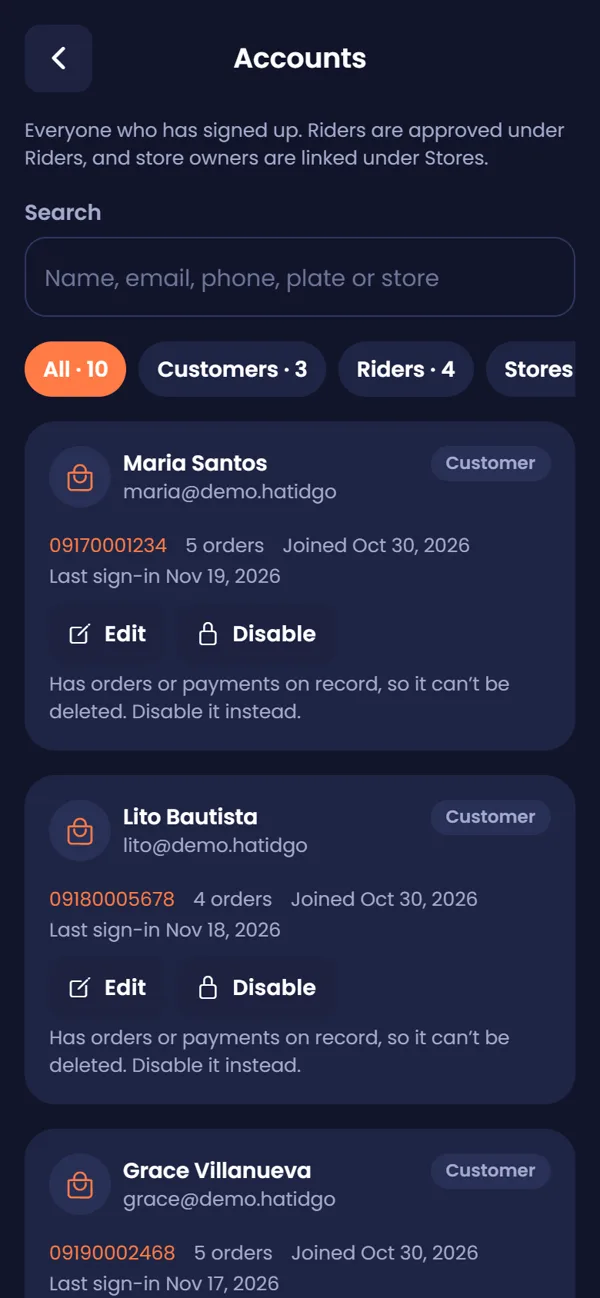 Accounts
Everyone who has signed up. Riders are approved under
Riders, and store owners are linked under Stores.
Search
Name, email, phone, plate or store
All · 10
Customers · 3
Riders · 4
Stores
Maria Santos
Customer
maria@demo.hatidgo
09170001234 5 orders Joined Oct 30, 2026
Last sign-in Nov 19, 2026
Edit
Disable
Has orders or payments on record, so it can’t be
deleted. Disable it instead.
Lito Bautista
Customer
lito@demo.hatidgo
09180005678 4 orders Joined Oct 30, 2026
Last sign-in Nov 18, 2026
Edit
Disable
Has orders or payments on record, so it can’t be
deleted. Disable it instead.
Grace Villanueva
Customer
grace@demo.hatidgo
09190002468 5 orders Joined Oct 30, 2026
Last sign-in Nov 17, 2026